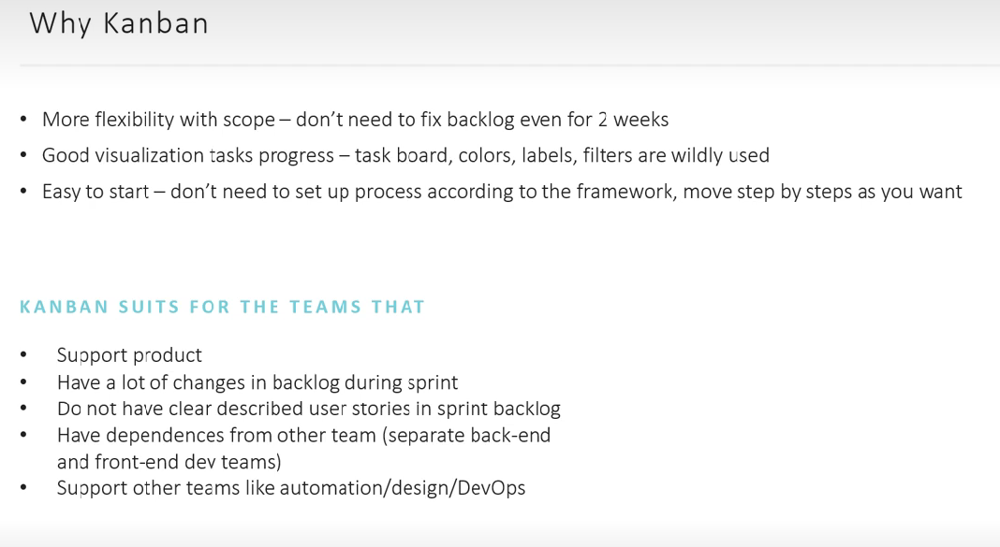 Why Kanban
• More flexibility with scope – don't need to fix backlog even for 2 weeks
• Good visualization tasks progress – task board, colors, labels, filters are wildly used
• Easy to start – don't need to set up process according to the framework, move step by steps as you want
KANBAN SUITS FOR THE TEAMS THAT
• Support product
• Have a lot of changes in backlog during sprint
• Do not have clear described user stories in sprint backlog
• Have dependences from other team (separate back-end
and front-end dev teams)
• Support other teams like automation/design/DevOps